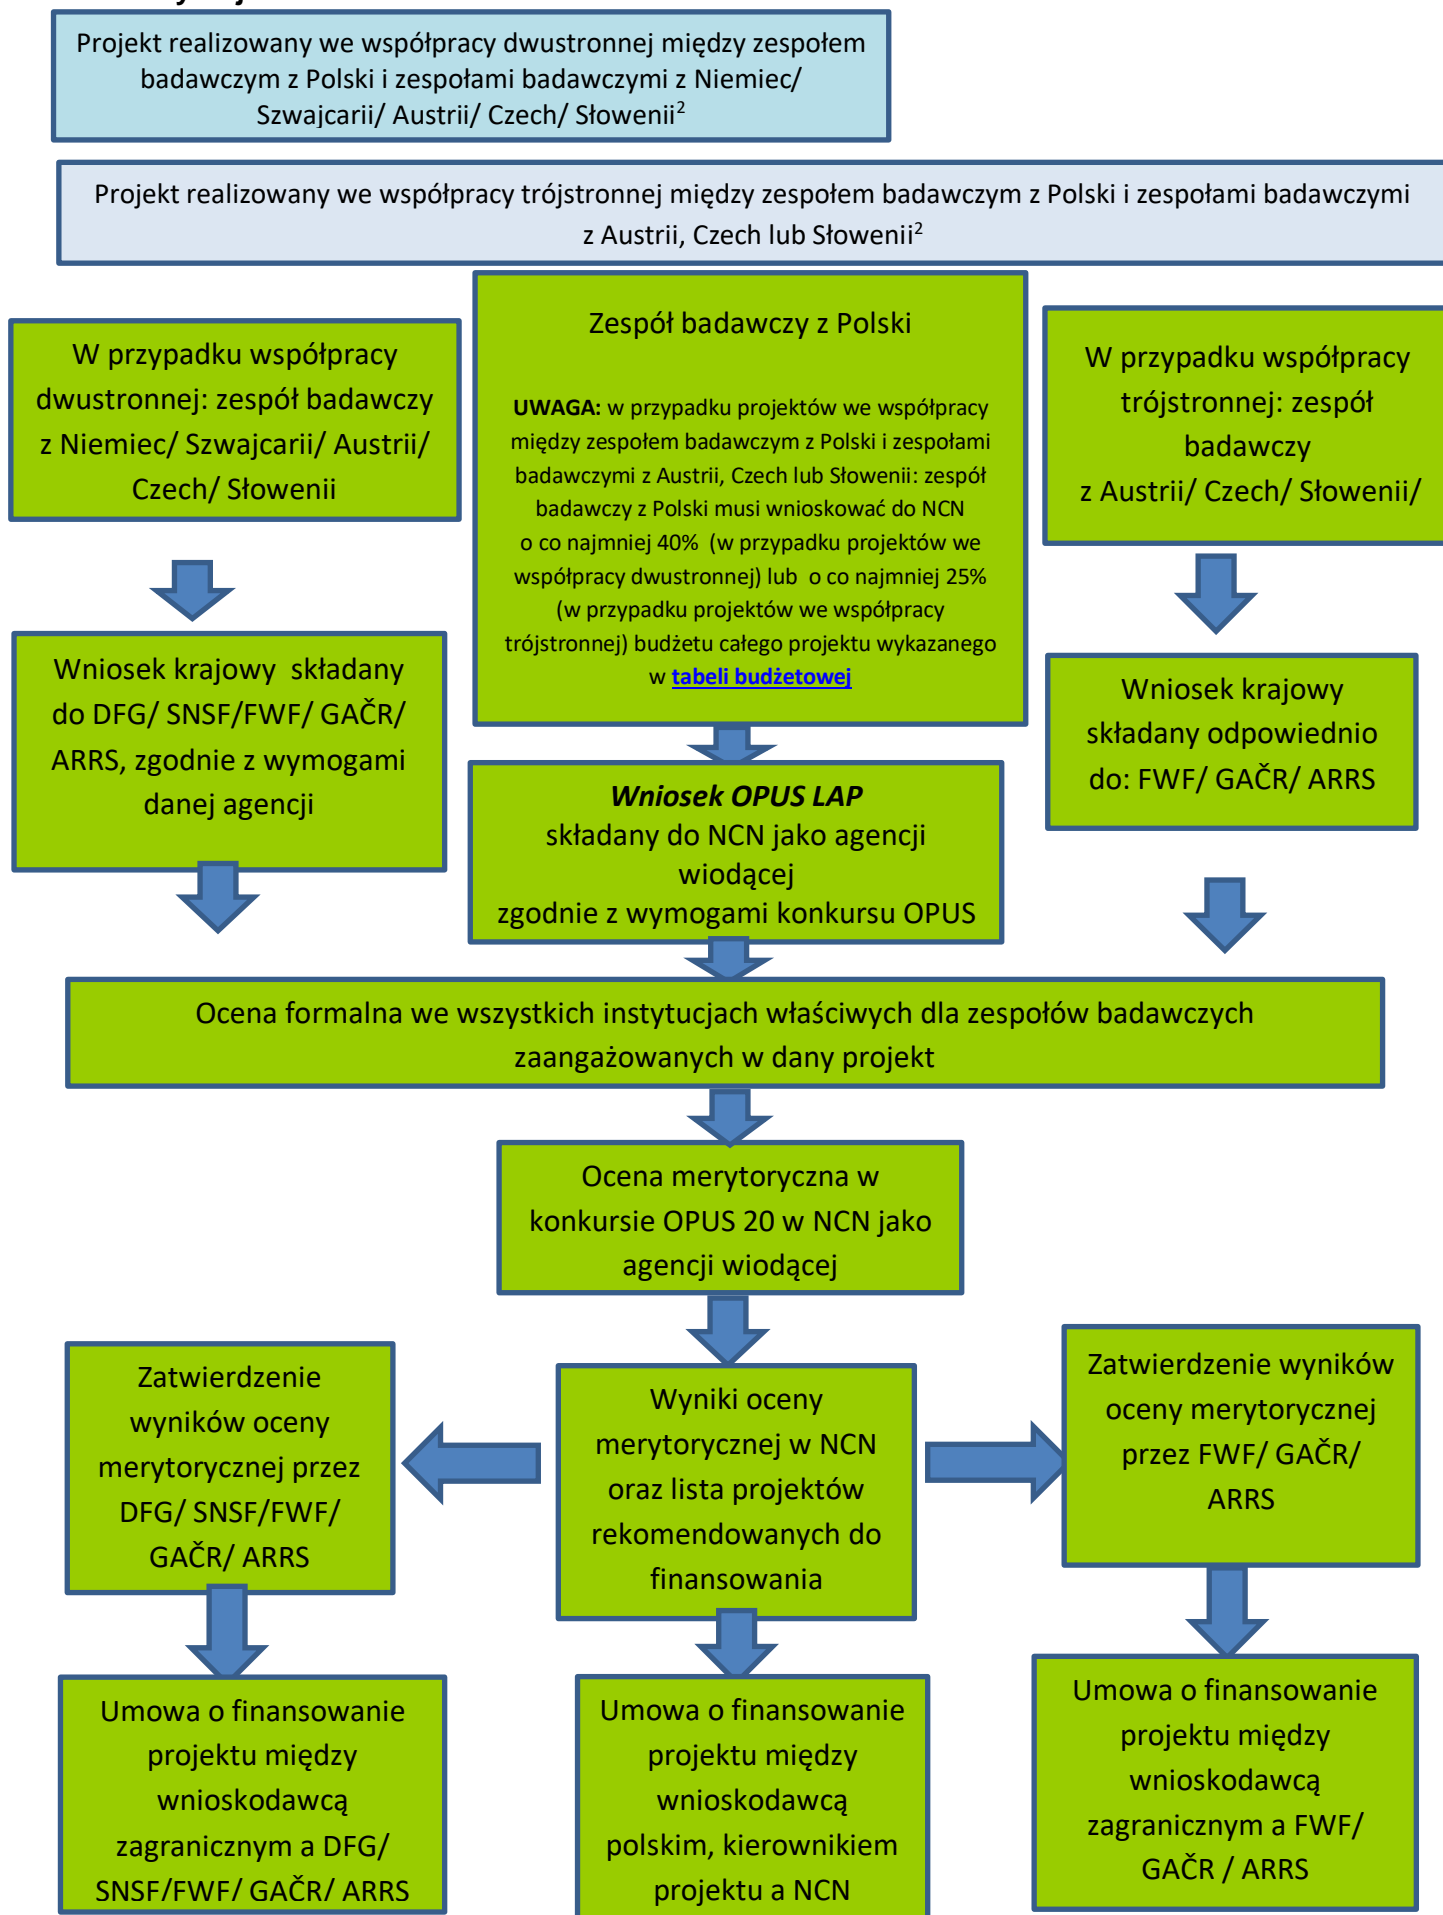 Projekt realizowany we współpracy dwustronnej między zespołem
badawczym z Polski i zespołami badawczymi z Niemiec/
Szwajcarii/ Austrii/ Czech/ Słowenii²
Projekt realizowany we współpracy trójstronnej między zespołem badawczym z Polski i zespołami badawczymi
z Austrii, Czech lub Słowenii²
W przypadku współpracy
dwustronnej: zespół badawczy
z Niemiec/ Szwajcarii/ Austrii/
Czech/ Słowenii
Zespół badawczy z Polski
UWAGA: w przypadku projektów we współpracy
między zespołem badawczym z Polski i zespołami
badawczymi z Austrii, Czech lub Słowenii: zespół
badawczy z Polski musi wnioskować do NCN
o co najmniej 40% (w przypadku projektów we
współpracy dwustronnej) lub o co najmniej 25%
(w przypadku projektów we współpracy
trójstronnej) budżetu całego projektu wykazanego
w tabeli budżetowej
W przypadku współpracy
trójstronnej: zespół
badawczy
z Austrii/ Czech/ Słowenii/
Wniosek krajowy składany
do DFG/ SNSF/FWF/ GAČR/
ARRS, zgodnie z wymogami
danej agencji
Wniosek OPUS LAP
składany do NCN jako agencji
wiodącej
zgodnie z wymogami konkursu OPUS
Wniosek krajowy
składany odpowiednio
do: FWF/ GAČR/ ARRS
Ocena formalna we wszystkich instytucjach właściwych dla zespołów badawczych
zaangażowanych w dany projekt
Ocena merytoryczna w
konkursie OPUS 20 w NCN jako
agencji wiodącej
Zatwierdzenie
wyników oceny
merytorycznej przez
DFG/ SNSF/FWF/
GAČR/ ARRS
Wyniki oceny
merytorycznej w NCN
oraz lista projektów
rekomendowanych do
finansowania
Zatwierdzenie wyników
oceny merytorycznej
przez FWF/ GAČR/
ARRS
Umowa o finansowanie
projektu między
wnioskodawcą
zagranicznym a DFG/
SNSF/FWF/ GAČR/ ARRS
Umowa o finansowanie
projektu między
wnioskodawcą
polskim, kierownikiem
projektu a NCN
Umowa o finansowanie
projektu między
wnioskodawcą
zagranicznym a FWF/
GAČR / ARRS